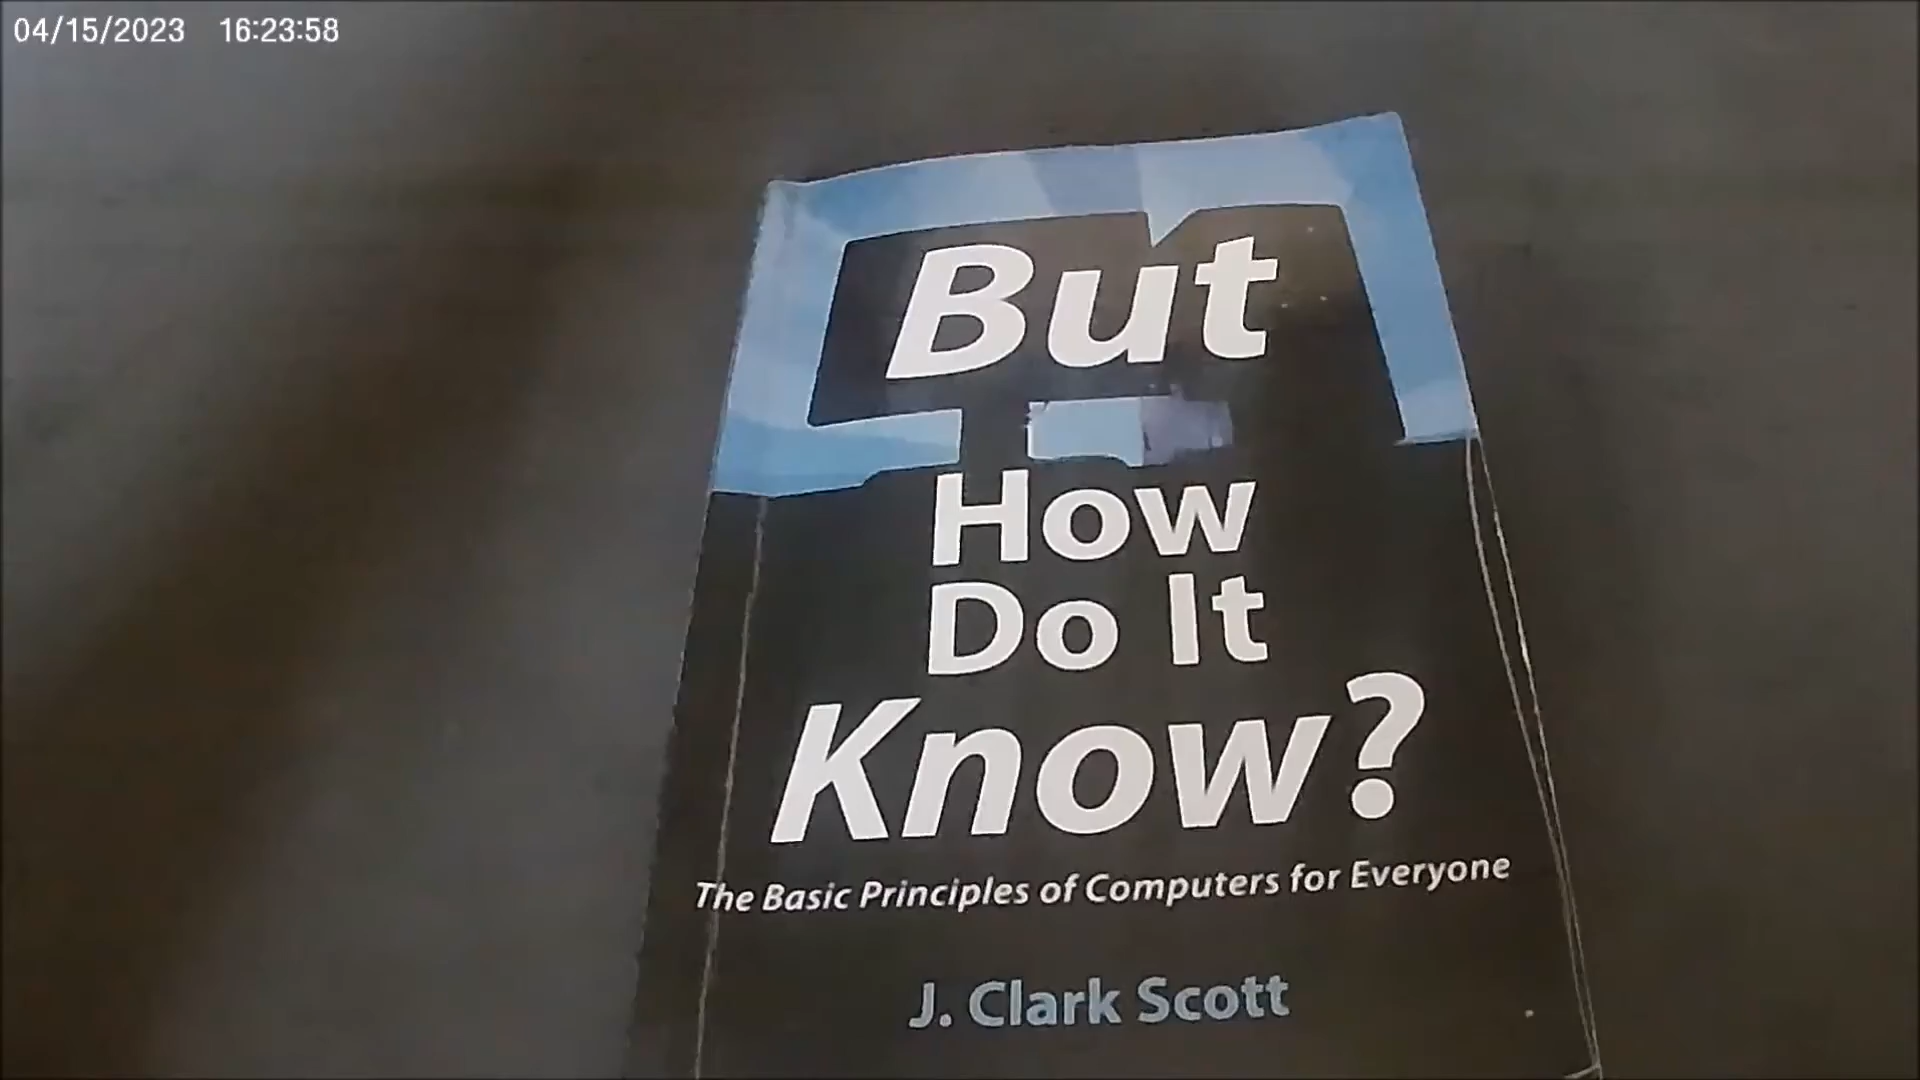 04/15/2023 16:23:58
But
How
Do It
Know?
The Basic Principles of Computers for Everyone
J. Clark Scott